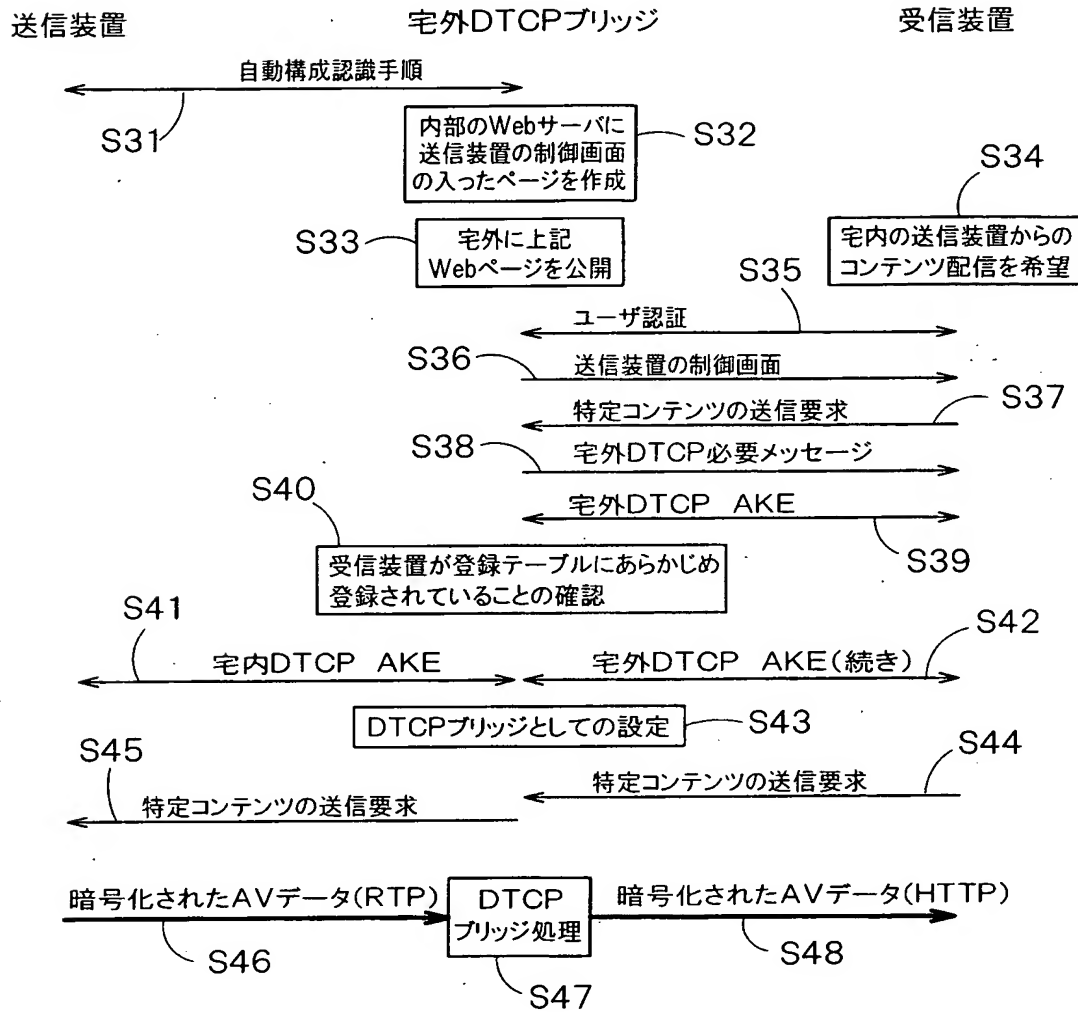 送信装置
宅外DTCPブリッジ
受信装置
自動構成認識手順
S31
内部のWebサーバに
送信装置の制御画面
の入ったページを作成
S32
S34
S33
宅外に上記
Webページを公開
宅内の送信装置からの
コンテンツ配信を希望
S35
ユーザ認証
S36
送信装置の制御画面
特定コンテンツの送信要求
S37
S38
宅外DTCP必要メッセージ
S40
宅外DTCP AKE
S39
受信装置が登録テーブルにあらかじめ
登録されていることの確認
S41
S42
宅内DTCP AKE
宅外DTCP AKE(続き)
DTCPブリッジとしての設定
S43
S45
S44
特定コンテンツの送信要求
特定コンテンツの送信要求
暗号化されたAVデータ(RTP)
DTCP
ブリッジ処理
暗号化されたAVデータ(HTTP)
S46
S48
S47